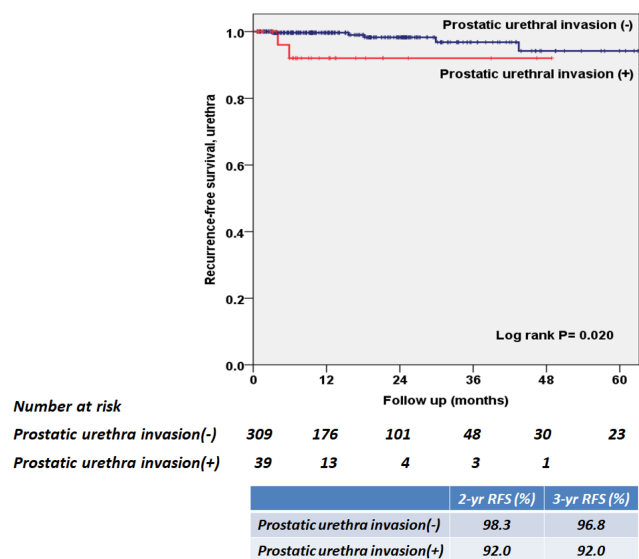 Prostatic urethral invasion (-)
Prostatic urethral invasion (+)
Recurrence-free survival, urethra
1.0
0.8
0.6
0.4
0.2
0.0
Log rank P= 0.020
0 12 24 36 48 60
Follow up (months)
Number at risk
Prostatic urethra invasion(-) 309 176 101 48 30 23
Prostatic urethra invasion(+) 39 13 4 3 1
2-yr RFS (%) 3-yr RFS (%)
Prostatic urethra invasion(-) 98.3 96.8
Prostatic urethra invasion(+) 92.0 92.0